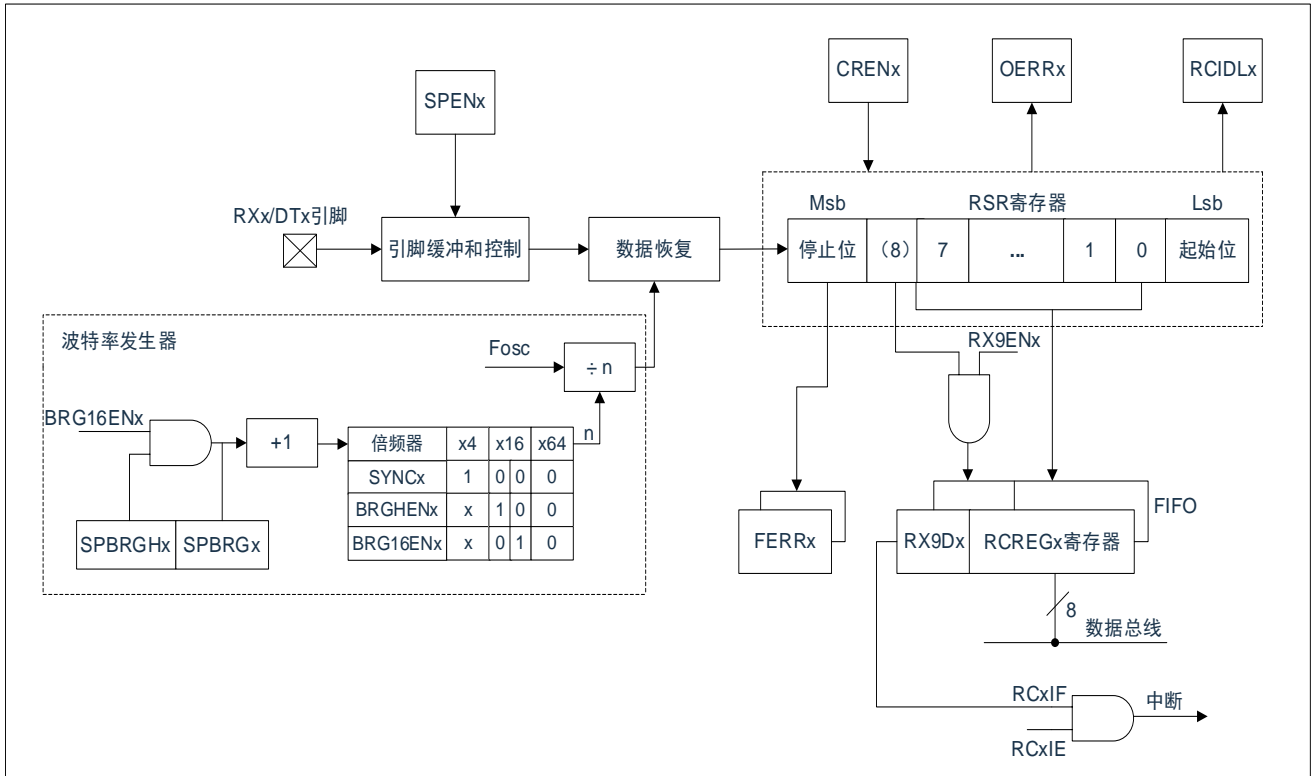 CRENx
OERRx
RCIDLx
SPENx
Msb
RSR寄存器
Lsb
RXx/DTx引脚
引脚缓冲和控制
数据恢复
停止位
（8）
7
...
1
0
起始位
波特率发生器
Fosc
÷n
RX9ENx
BRG16ENx
+1
n
倍频器 x4 x16 x64
SYNCx 1 0 0 0
BRGHENx x 1 0 0
BRG16ENx x 0 1 0
SPBRGHx
SPBRGx
FIFO
FERRx
RX9Dx
RCREGx寄存器
8
数据总线
RCxIF
中断
RCxIE